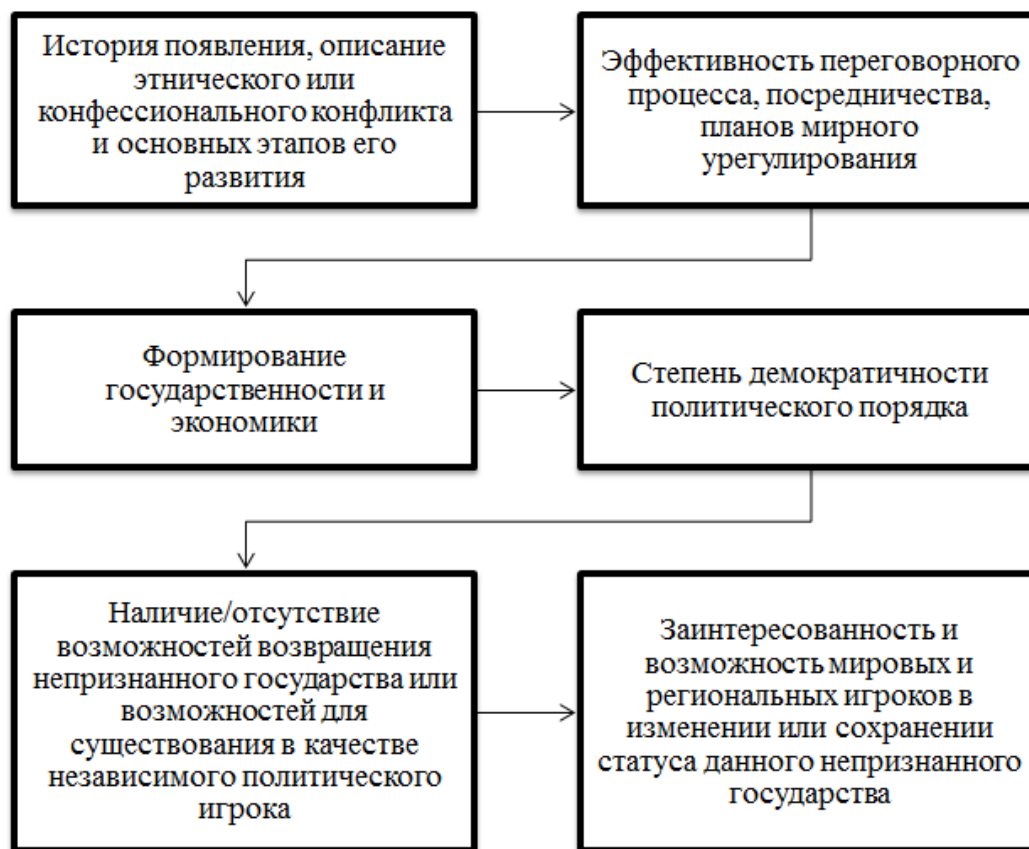 История появления, описание
этнического или
конфессионального конфликта
и основных этапов его
развития
Эффективность переговорного
процесса, посредничества,
планов мирного
урегулирования
Формирование
государственности и
экономики
Степень демократичности
политического порядка
Наличие/отсутствие
возможностей возвращения
непризнанного государства или
возможностей для
существования в качестве
независимого политического
игрока
Заинтересованность и
возможность мировых и
региональных игроков в
изменении или сохранении
статуса данного непризнанного
государства